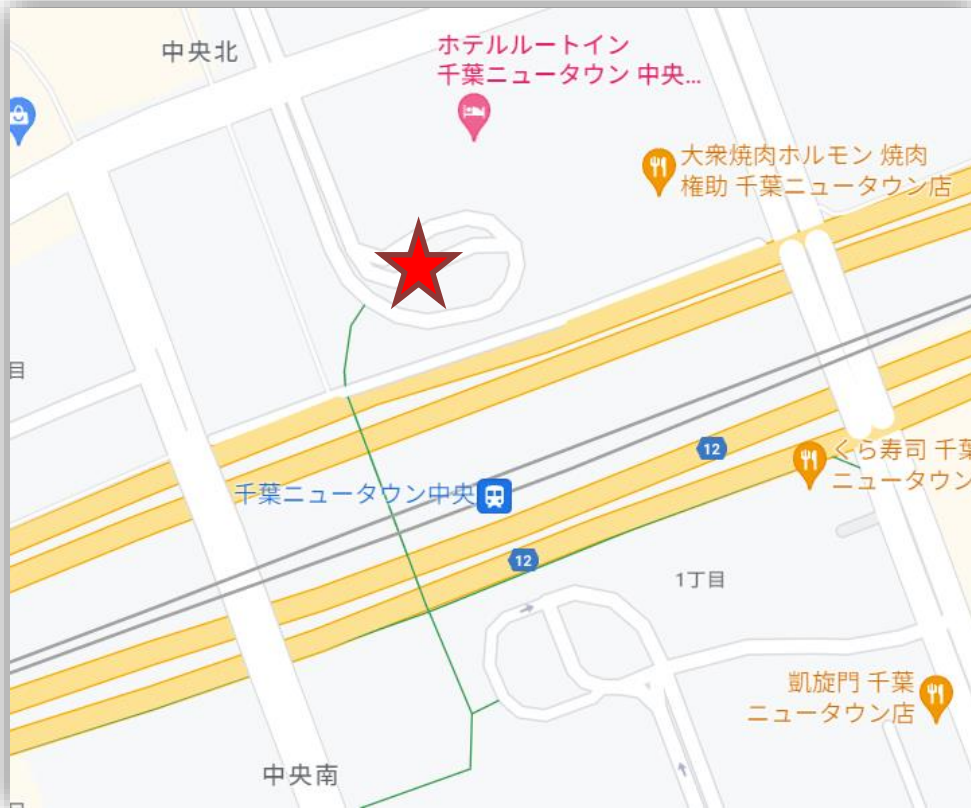 中央北
ホテルルートイン
千葉ニュータウン 中央...
大衆焼肉ホルモン 焼肉
権助 千葉ニュータウン店
目
12
くら寿司 千葉
ニュータウン
千葉ニュータウン中央
12
1丁目
凱旋門 千葉
ニュータウン店
中央南